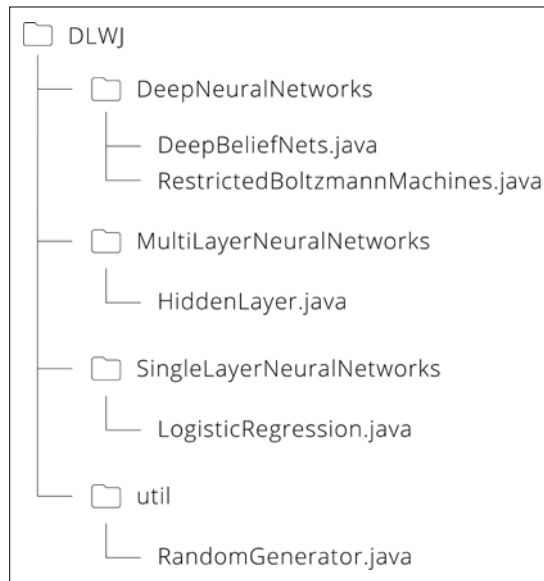 DLWJ
DeepNeuralNetworks
DeepBeliefNets.java
RestrictedBoltzmannMachines.java
MultiLayerNeuralNetworks
HiddenLayer.java
SingleLayerNeuralNetworks
LogisticRegression.java
util
RandomGenerator.java